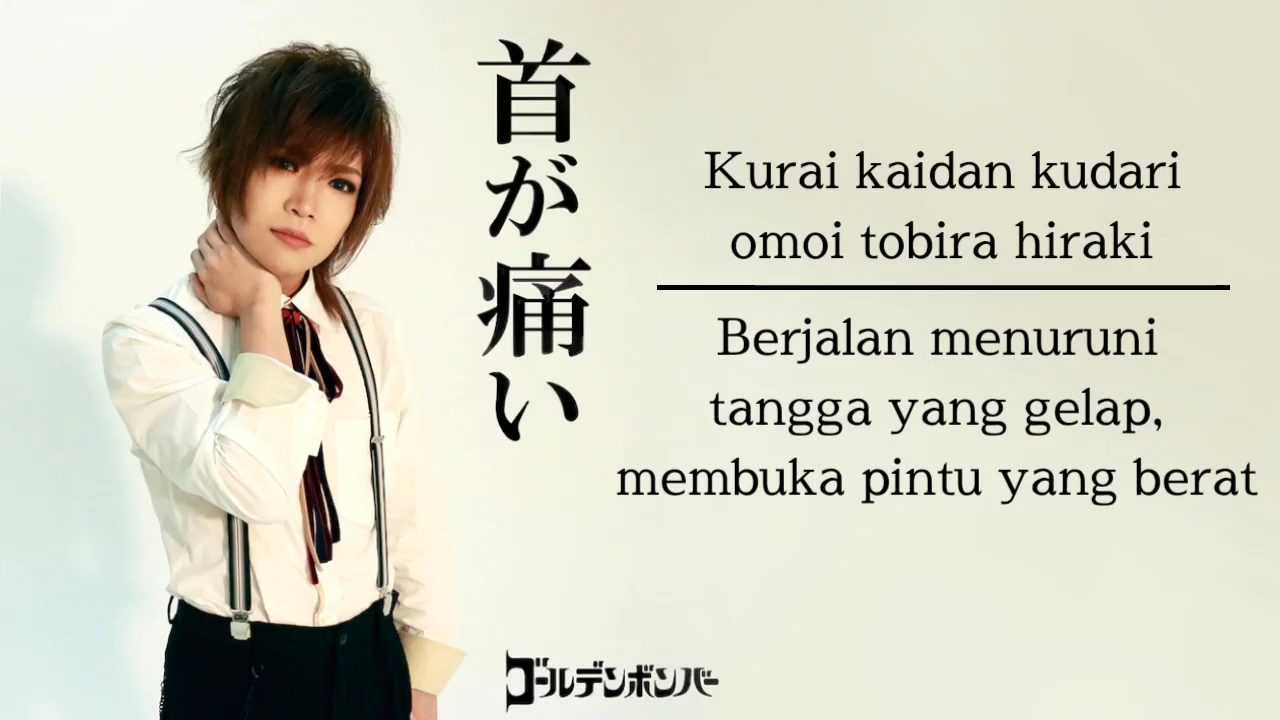 首が痛い
Kurai kaidan kudari
omoi tobira hiraki
Berjalan menuruni
tangga yang gelap,
membuka pintu yang berat
ゴールデンボンバー